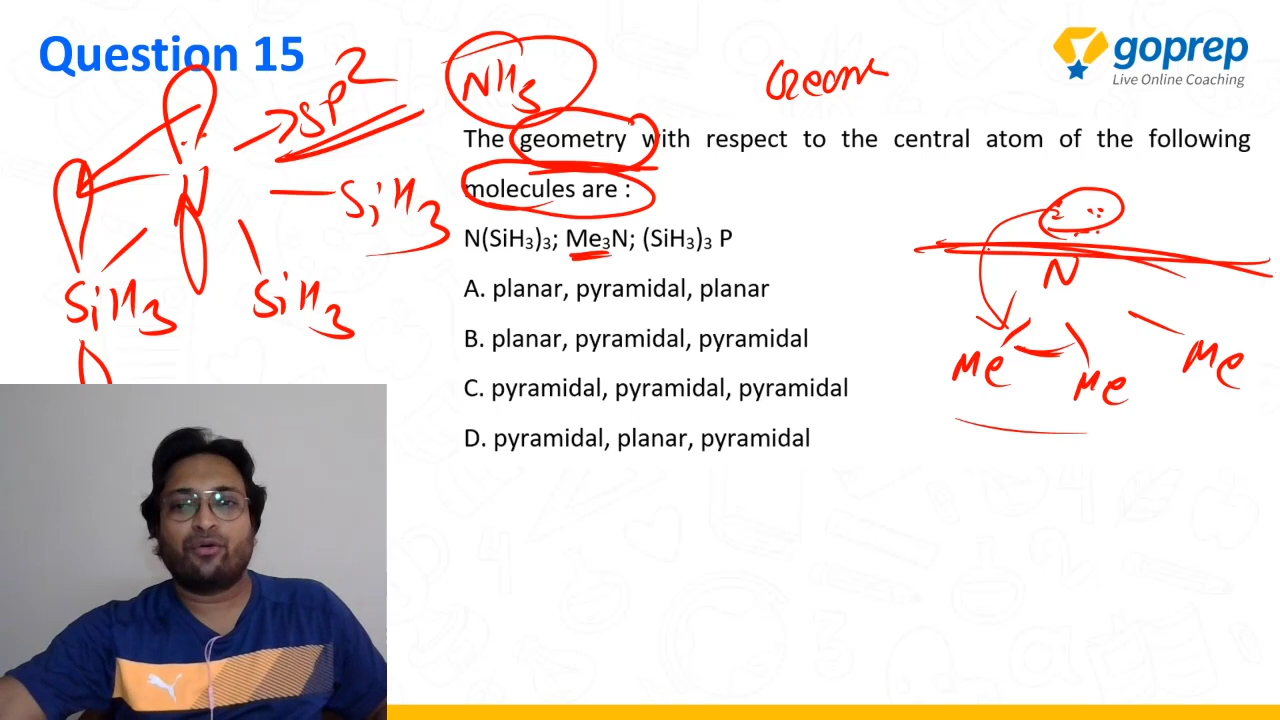 Question 15
goprep
Live Online Coaching
NH3
Geome
The geometry with respect to the central atom of the following
molecules are :
N(SiH₃)₃; Me₃N; (SiH₃)₃ P
A. planar, pyramidal, planar
B. planar, pyramidal, pyramidal
C. pyramidal, pyramidal, pyramidal
D. pyramidal, planar, pyramidal
→ SP2
N
SiH3
SiH3
SiH3
N
Me
Me
Me